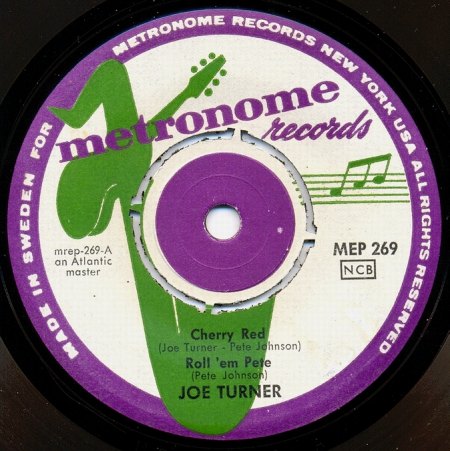 MADE IN SWEDEN FOR METRONOME RECORDS NEW YORK USA ALL RIGHTS RESERVED
metronome
records
mrep-269-A
an Atlantic
master
MEP 269
NCB
Cherry Red
(Joe Turner - Pete Johnson)
Roll 'em Pete
(Pete Johnson)
JOE TURNER